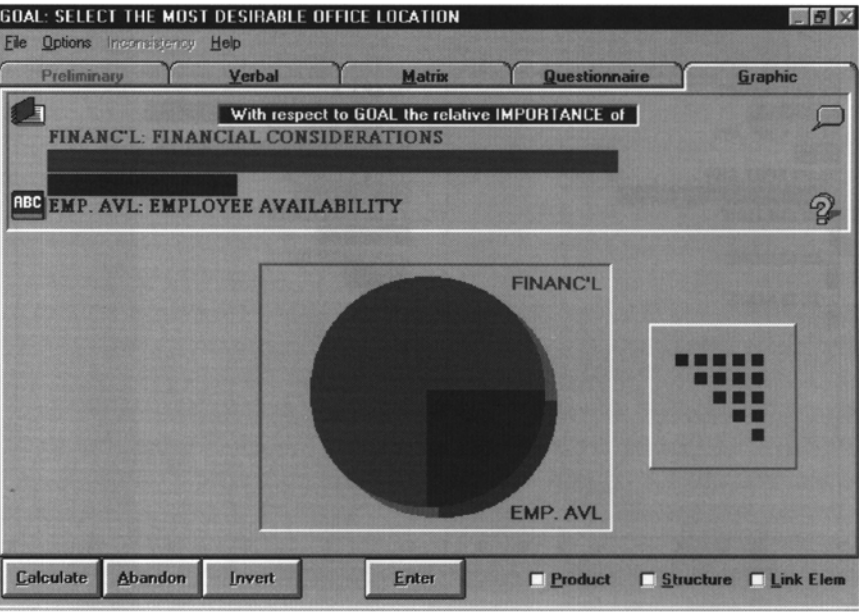 GOAL: SELECT THE MOST DESIRABLE OFFICE LOCATION
File Options Inconsistency Help
Preliminary Verbal Matrix Questionnaire Graphic
With respect to GOAL the relative IMPORTANCE of
FINANC'L: FINANCIAL CONSIDERATIONS
ABC EMP. AVL: EMPLOYEE AVAILABILITY
FINANC'L
EMP. AVL
Calculate Abandon Invert Enter Product Structure Link Elem